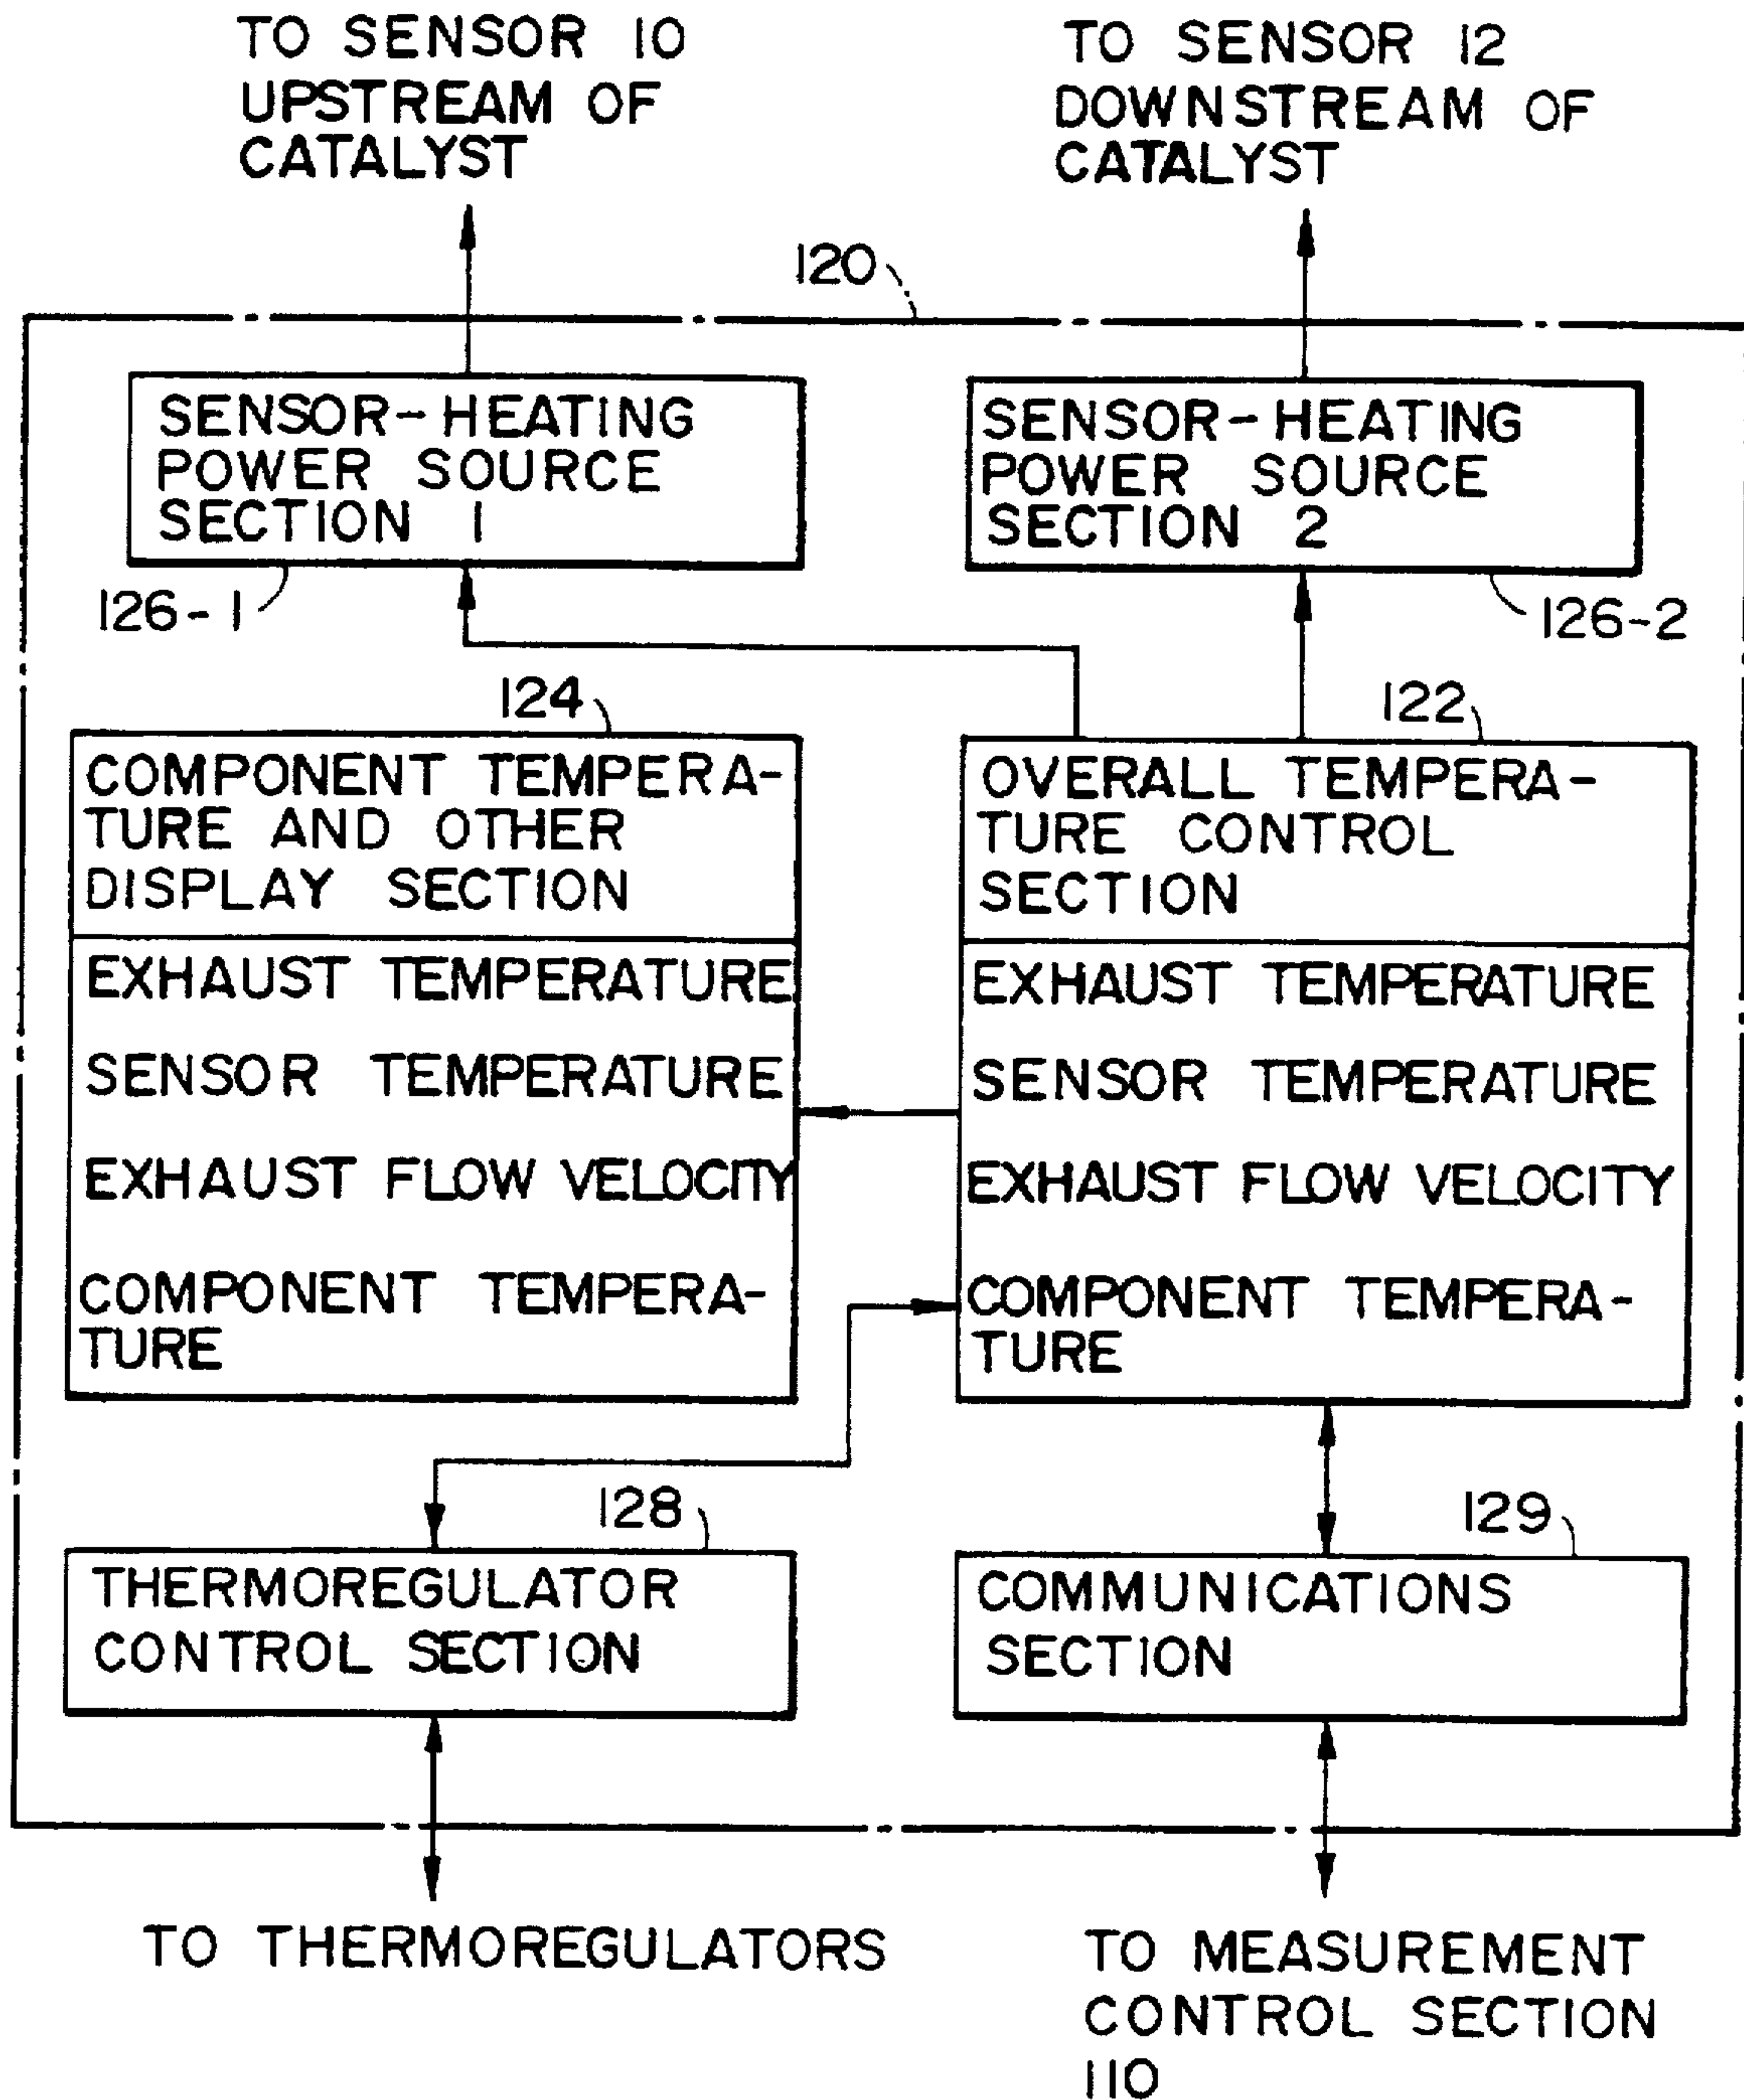 TO SENSOR 10
UPSTREAM OF
CATALYST
TO SENSOR 12
DOWNSTREAM OF
CATALYST
120
SENSOR-HEATING
POWER SOURCE
SECTION 1
126-1
SENSOR-HEATING
POWER SOURCE
SECTION 2
126-2
124
COMPONENT TEMPERA-
TURE AND OTHER
DISPLAY SECTION
EXHAUST TEMPERATURE
SENSOR TEMPERATURE
EXHAUST FLOW VELOCITY
COMPONENT TEMPERA-
TURE
122
OVERALL TEMPERA-
TURE CONTROL
SECTION
EXHAUST TEMPERATURE
SENSOR TEMPERATURE
EXHAUST FLOW VELOCITY
COMPONENT TEMPERA-
TURE
128
THERMOREGULATOR
CONTROL SECTION
129
COMMUNICATIONS
SECTION
TO THERMOREGULATORS
TO MEASUREMENT
CONTROL SECTION
110